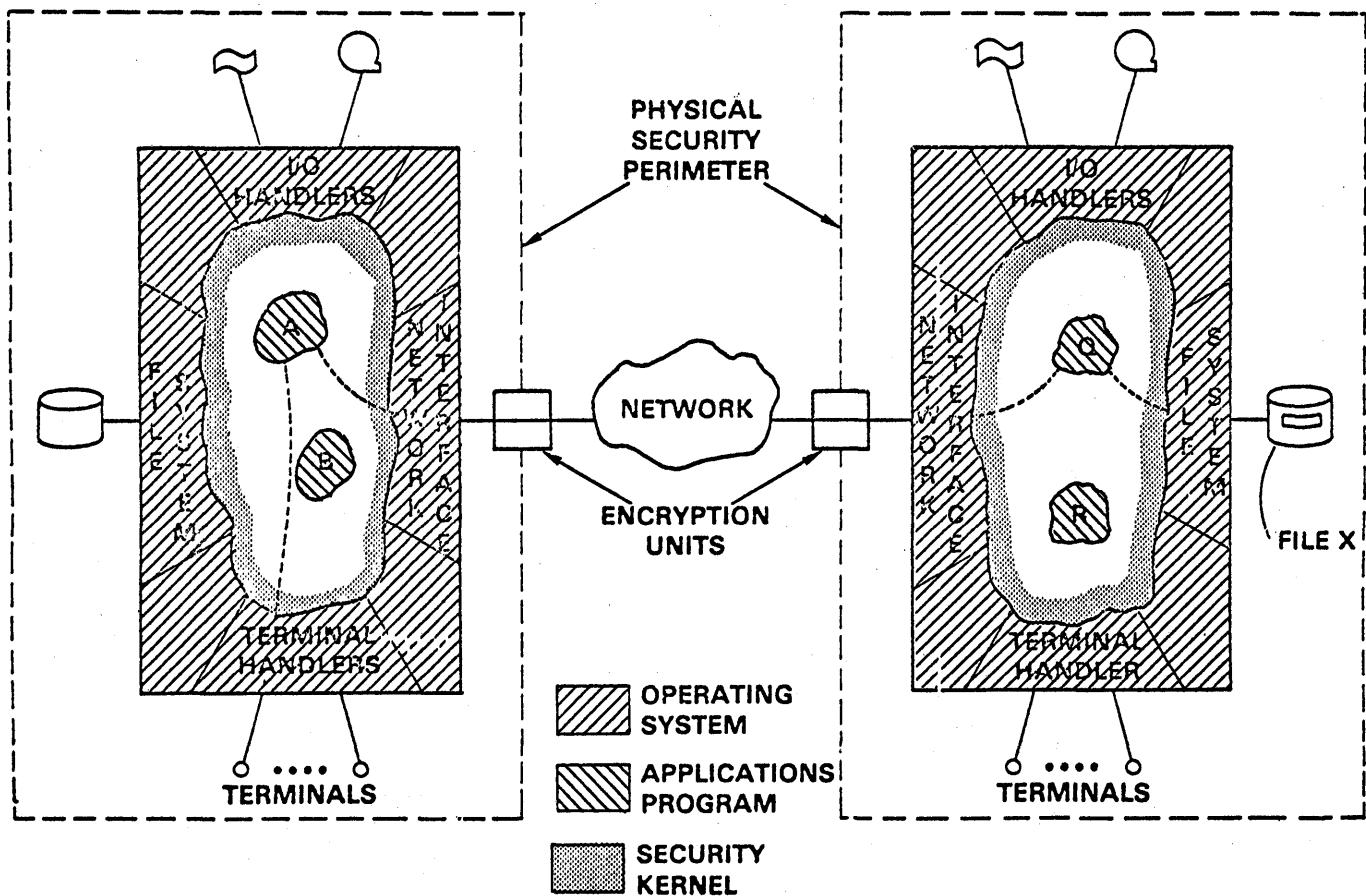 I/O
HANDLERS
A
B
FILE
SYSTEM
NETWORK
INTERFACE
TERMINAL
HANDLERS
TERMINALS
PHYSICAL
SECURITY
PERIMETER
NETWORK
ENCRYPTION
UNITS
OPERATING
SYSTEM
APPLICATIONS
PROGRAM
SECURITY
KERNEL
I/O
HANDLERS
NETWORK
INTERFACE
Q
R
FILE
SYSTEM
TERMINAL
HANDLER
TERMINALS
FILE X